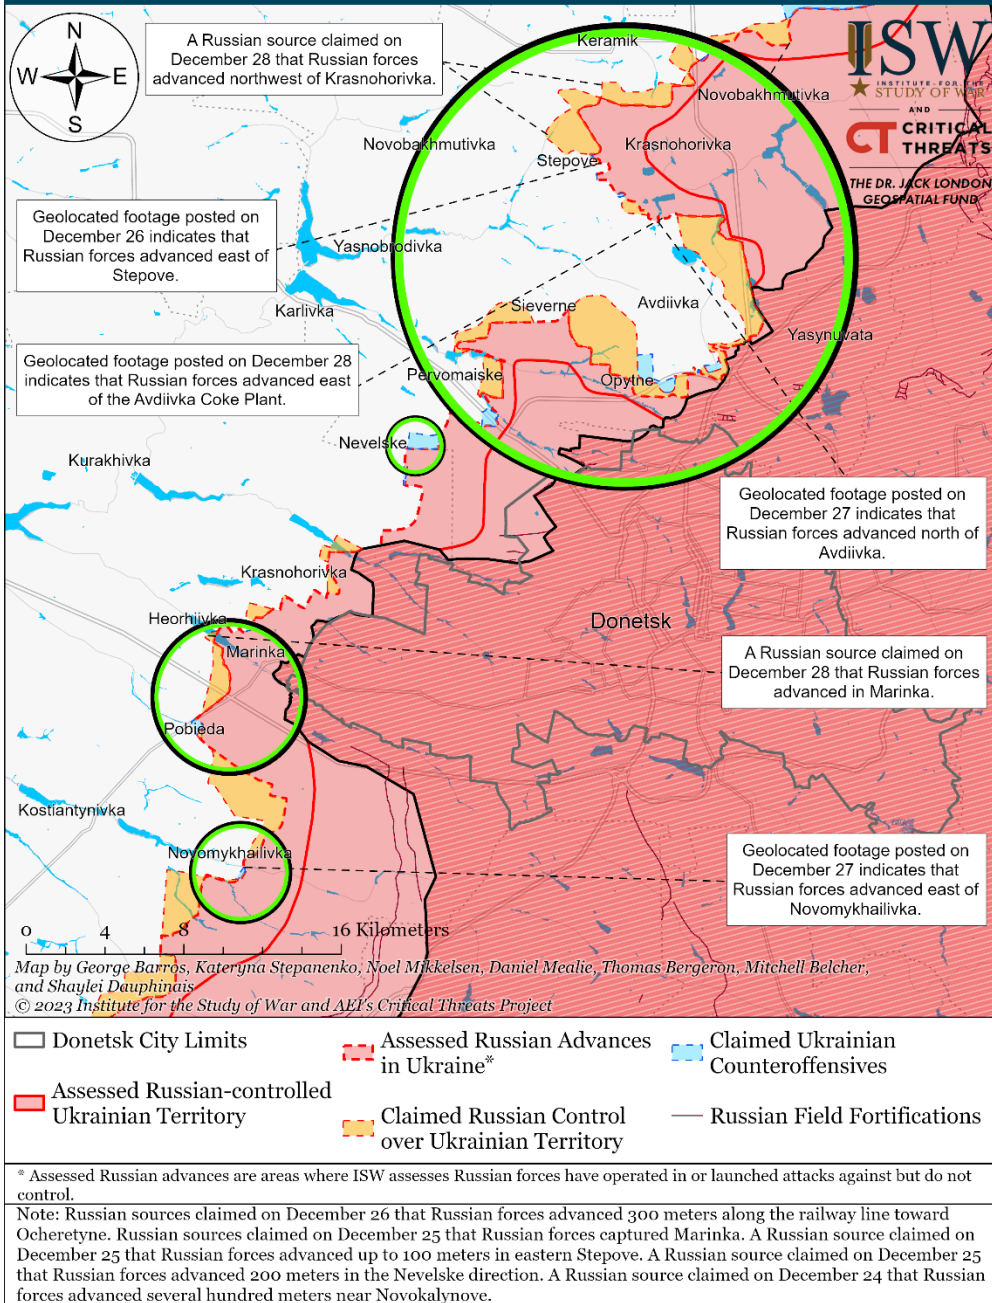 N
W E
S
A Russian source claimed on
December 28 that Russian forces
advanced northwest of Krasnohorivka.
Keramik
ISW
INSTITUTE FOR THE
STUDY OF WAR
AND
CT CRITICAL
THREATS
THE DR. JACK LONDON
GEOSPATIAL FUND
Novobakhmutivka
Novobakhmutivka
Krasnohorivka
Stepove
Geolocated footage posted on
December 26 indicates that
Russian forces advanced east of
Stepove.
Yasnobrodivka
Karlivka
Sieverne
Avdiivka
Yasynuvata
Geolocated footage posted on December 28
indicates that Russian forces advanced east
of the Avdiivka Coke Plant.
Pervomaiske
Opytne
Nevelske
Kurakhivka
Geolocated footage posted on
December 27 indicates that
Russian forces advanced north of
Avdiivka.
Krasnohorivka
Heorhiivka
Donetsk
Marinka
A Russian source claimed on
December 28 that Russian forces
advanced in Marinka.
Pobieda
Kostiantynivka
Novomykhailivka
Geolocated footage posted on
December 27 indicates that
Russian forces advanced east of
Novomykhailivka.
0 4 8 16 Kilometers
Map by George Barros, Kateryna Stepanenko, Noel Mikkelsen, Daniel Mealie, Thomas Bergeron, Mitchell Belcher,
and Shaylei Dauphinais
© 2023 Institute for the Study of War and AEI's Critical Threats Project
Donetsk City Limits
Assessed Russian-controlled
Ukrainian Territory
Assessed Russian Advances
in Ukraine*
Claimed Russian Control
over Ukrainian Territory
Claimed Ukrainian
Counteroffensives
Russian Field Fortifications
* Assessed Russian advances are areas where ISW assesses Russian forces have operated in or launched attacks against but do not
control.
Note: Russian sources claimed on December 26 that Russian forces advanced 300 meters along the railway line toward
Ocheretyne. Russian sources claimed on December 25 that Russian forces captured Marinka. A Russian source claimed on
December 25 that Russian forces advanced up to 100 meters in eastern Stepove. A Russian source claimed on December 25
that Russian forces advanced 200 meters in the Nevelske direction. A Russian source claimed on December 24 that Russian
forces advanced several hundred meters near Novokalynove.